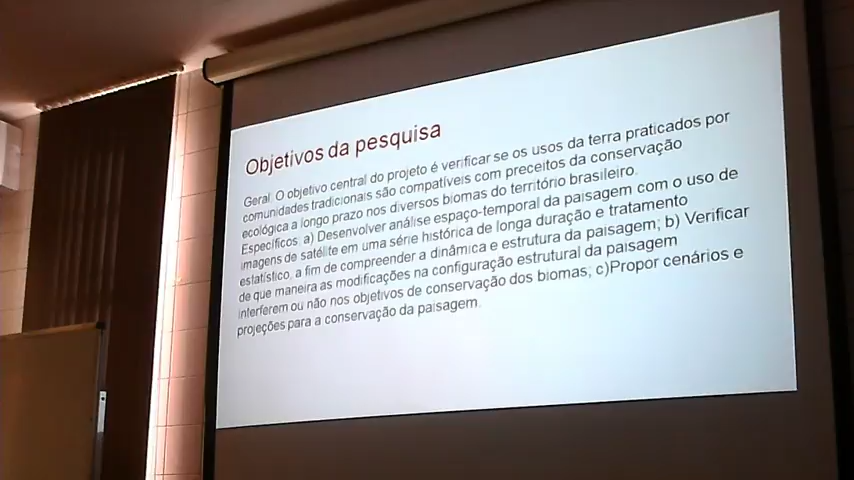 Objetivos da pesquisa
Geral. O objetivo central do projeto é verificar se os usos da terra praticados por
comunidades tradicionais são compatíveis com preceitos da conservação
ecológica a longo prazo nos diversos biomas do território brasileiro.
Específicos. a) Desenvolver análise espaço-temporal da paisagem com o uso de
imagens de satélite em uma série histórica de longa duração e tratamento
estatístico, a fim de compreender a dinâmica e estrutura da paisagem; b) Verificar
de que maneira as modificações na configuração estrutural da paisagem
interferem ou não nos objetivos de conservação dos biomas; c)Propor cenários e
projeções para a conservação da paisagem.